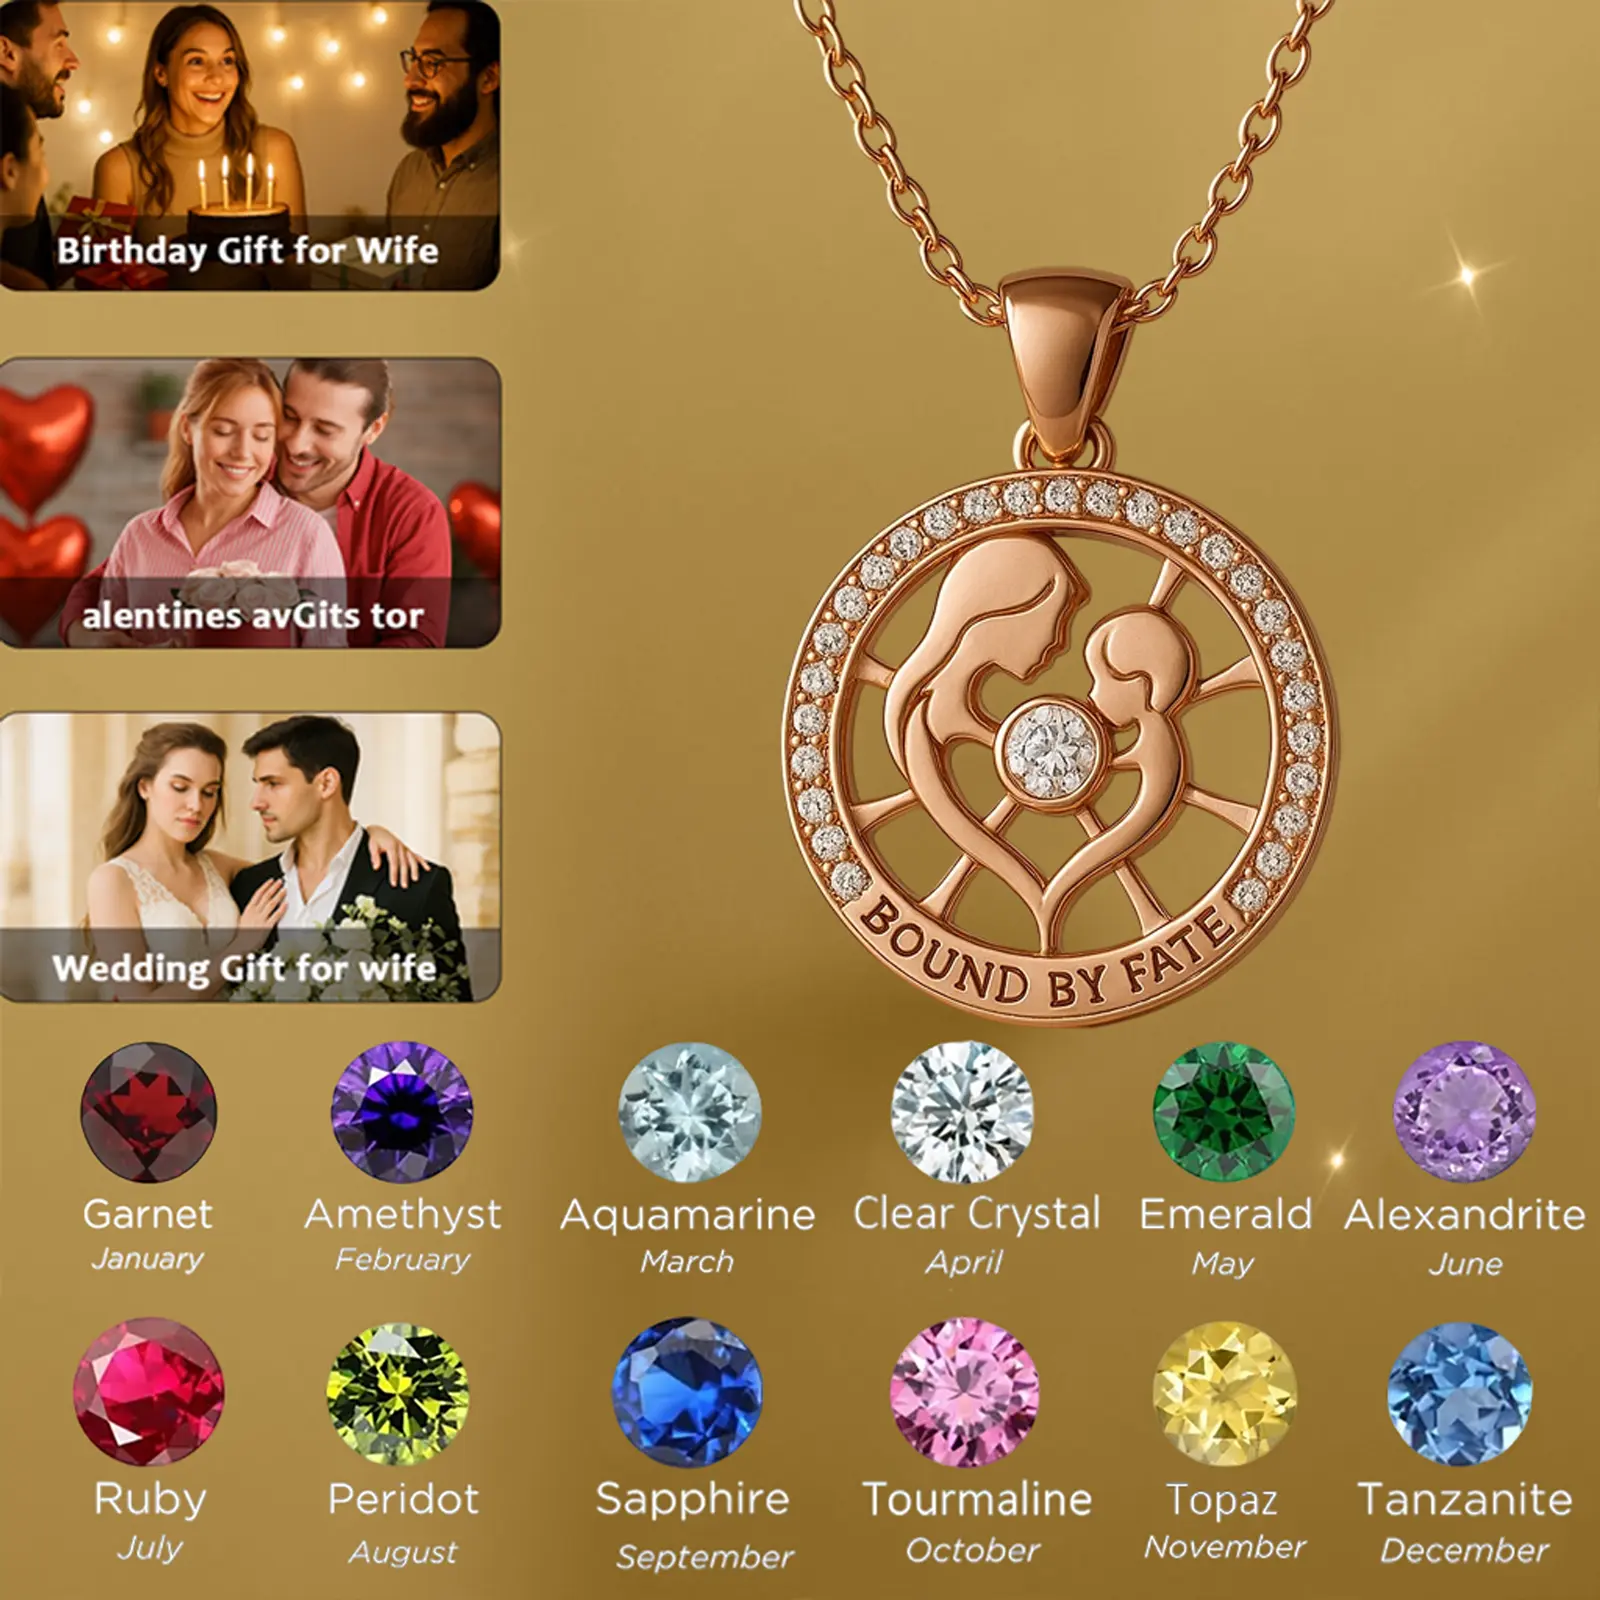 Birthday Gift for Wife
alentines avGits tor
Wedding Gift for wife
BOUND BY FATE
Garnet
January
Amethyst
February
Aquamarine
March
Clear Crystal
April
Emerald
May
Alexandrite
June
Ruby
July
Peridot
August
Sapphire
September
Tourmaline
October
Topaz
November
Tanzanite
December